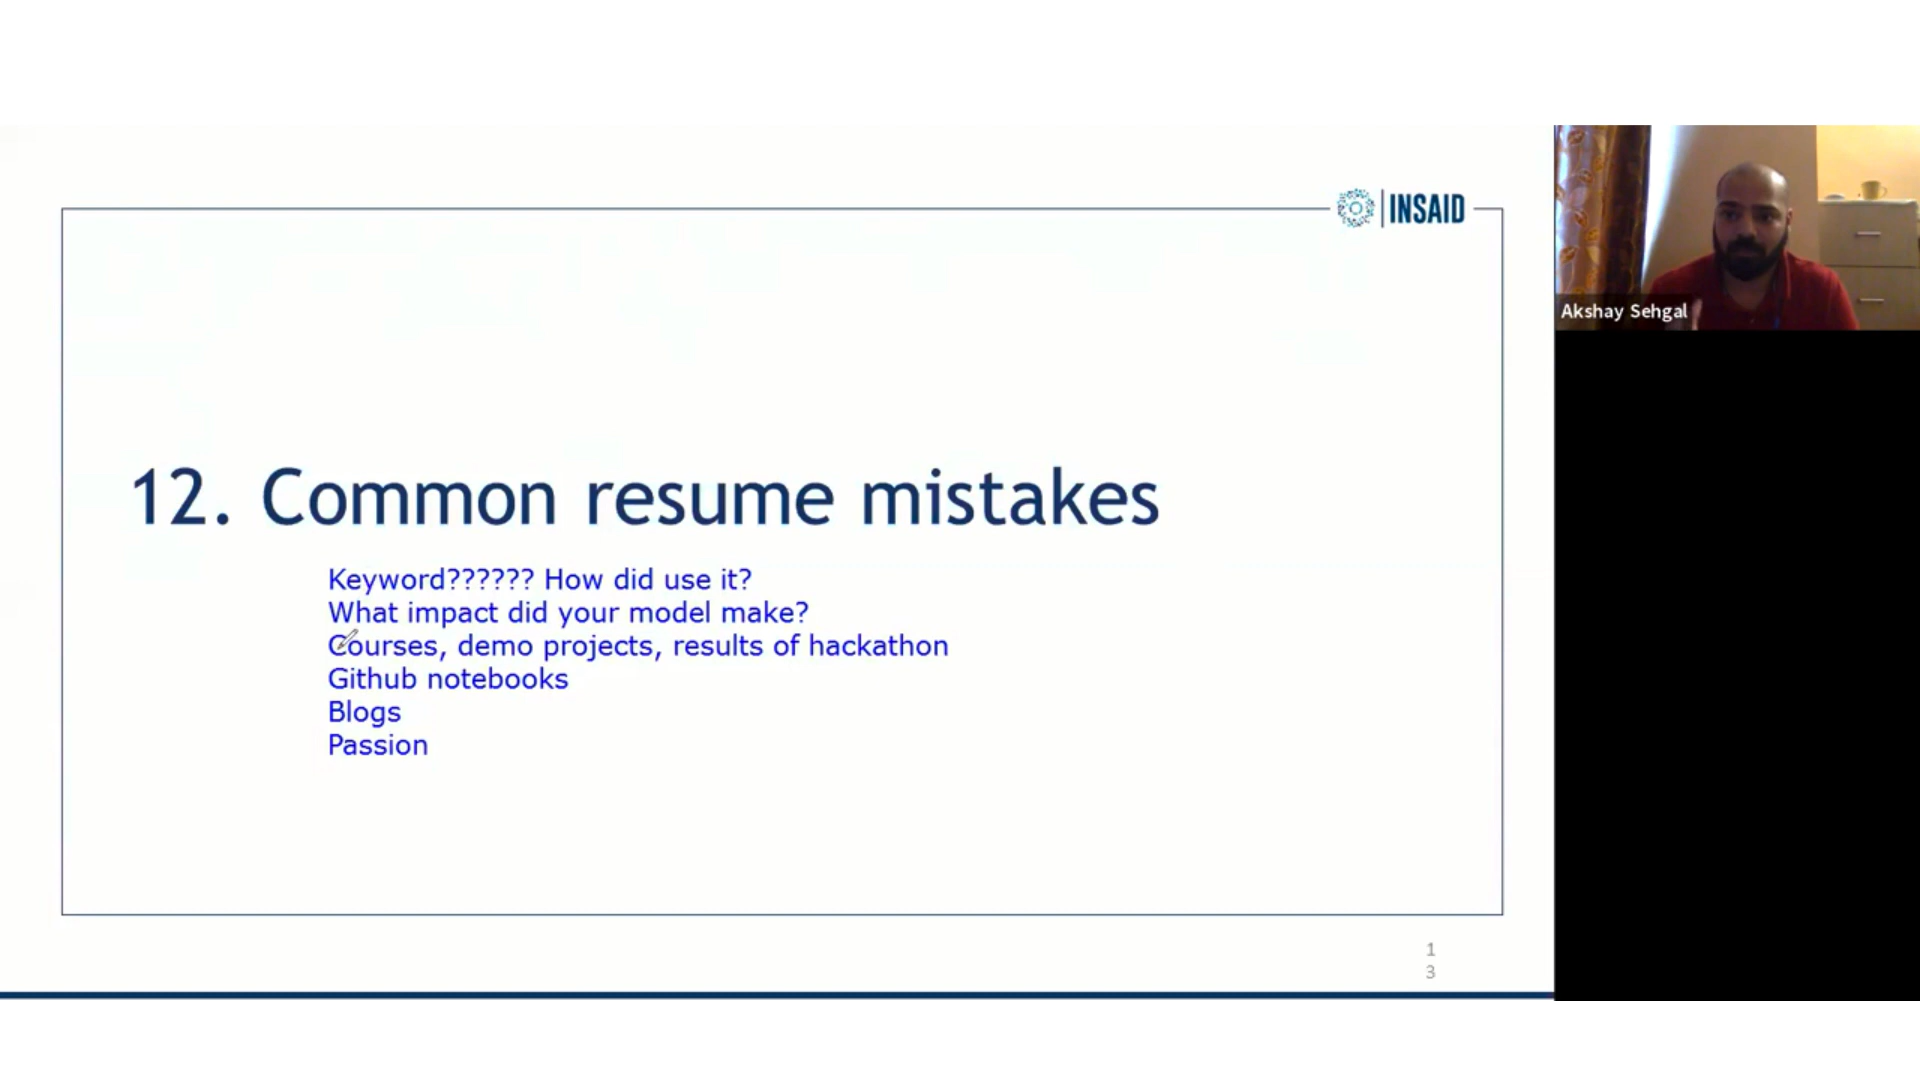 INSAID
Akshay Sehgal
12. Common resume mistakes
Keyword?????? How did use it?
What impact did your model make?
Courses, demo projects, results of hackathon
Github notebooks
Blogs
Passion
1
3